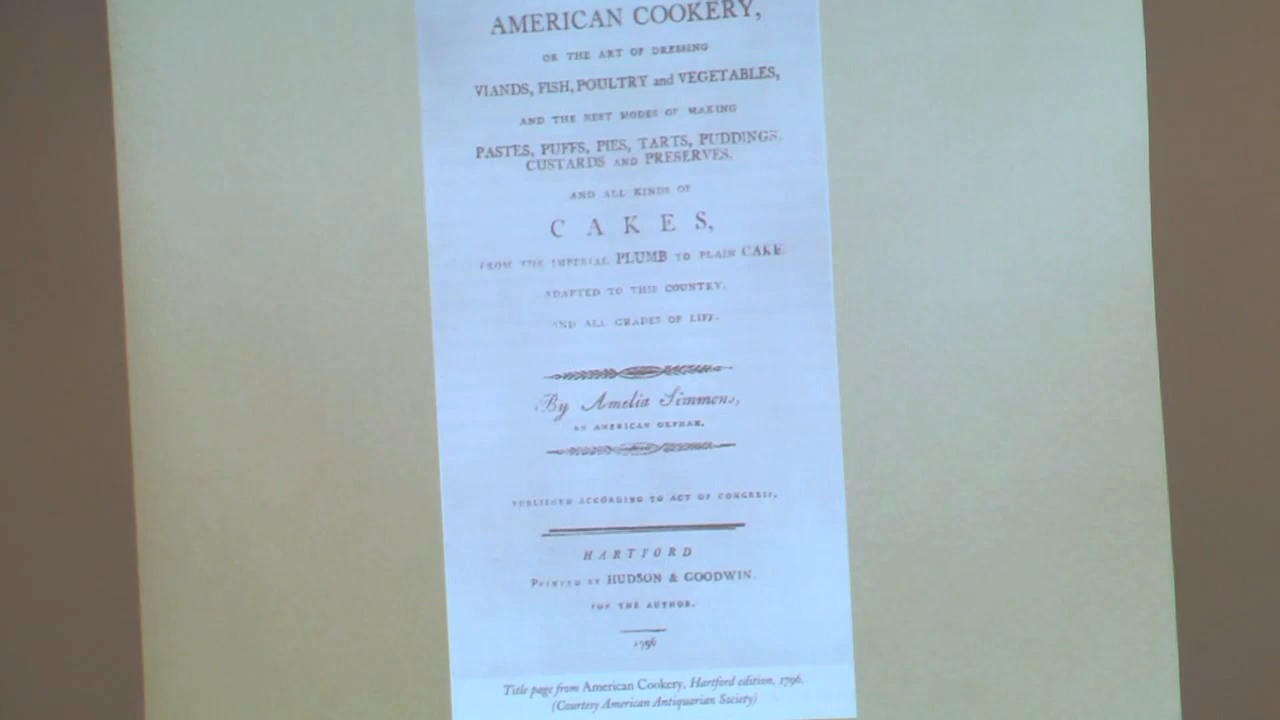 AMERICAN COOKERY,
OR THE ART OF DRESSING
VIANDS, FISH, POULTRY and VEGETABLES,
AND THE BEST MODES OF MAKING
PASTES, PUFFS, PIES, TARTS, PUDDINGS,
CUSTARDS AND PRESERVES,
AND ALL KINDS OF
CAKES,
FROM THE IMPERIAL PLUMB TO PLAIN CAKE.
ADAPTED TO THIS COUNTRY,
AND ALL GRADES OF LIFE.
By Amelia Simmons,
AN AMERICAN ORPHAN.
PUBLISHED ACCORDING TO ACT OF CONGRESS.
HARTFORD
PRINTED BY HUDSON & GOODWIN.
FOR THE AUTHOR.
1796
Title page from American Cookery, Hartford edition, 1796.
(Courtesy American Antiquarian Society)